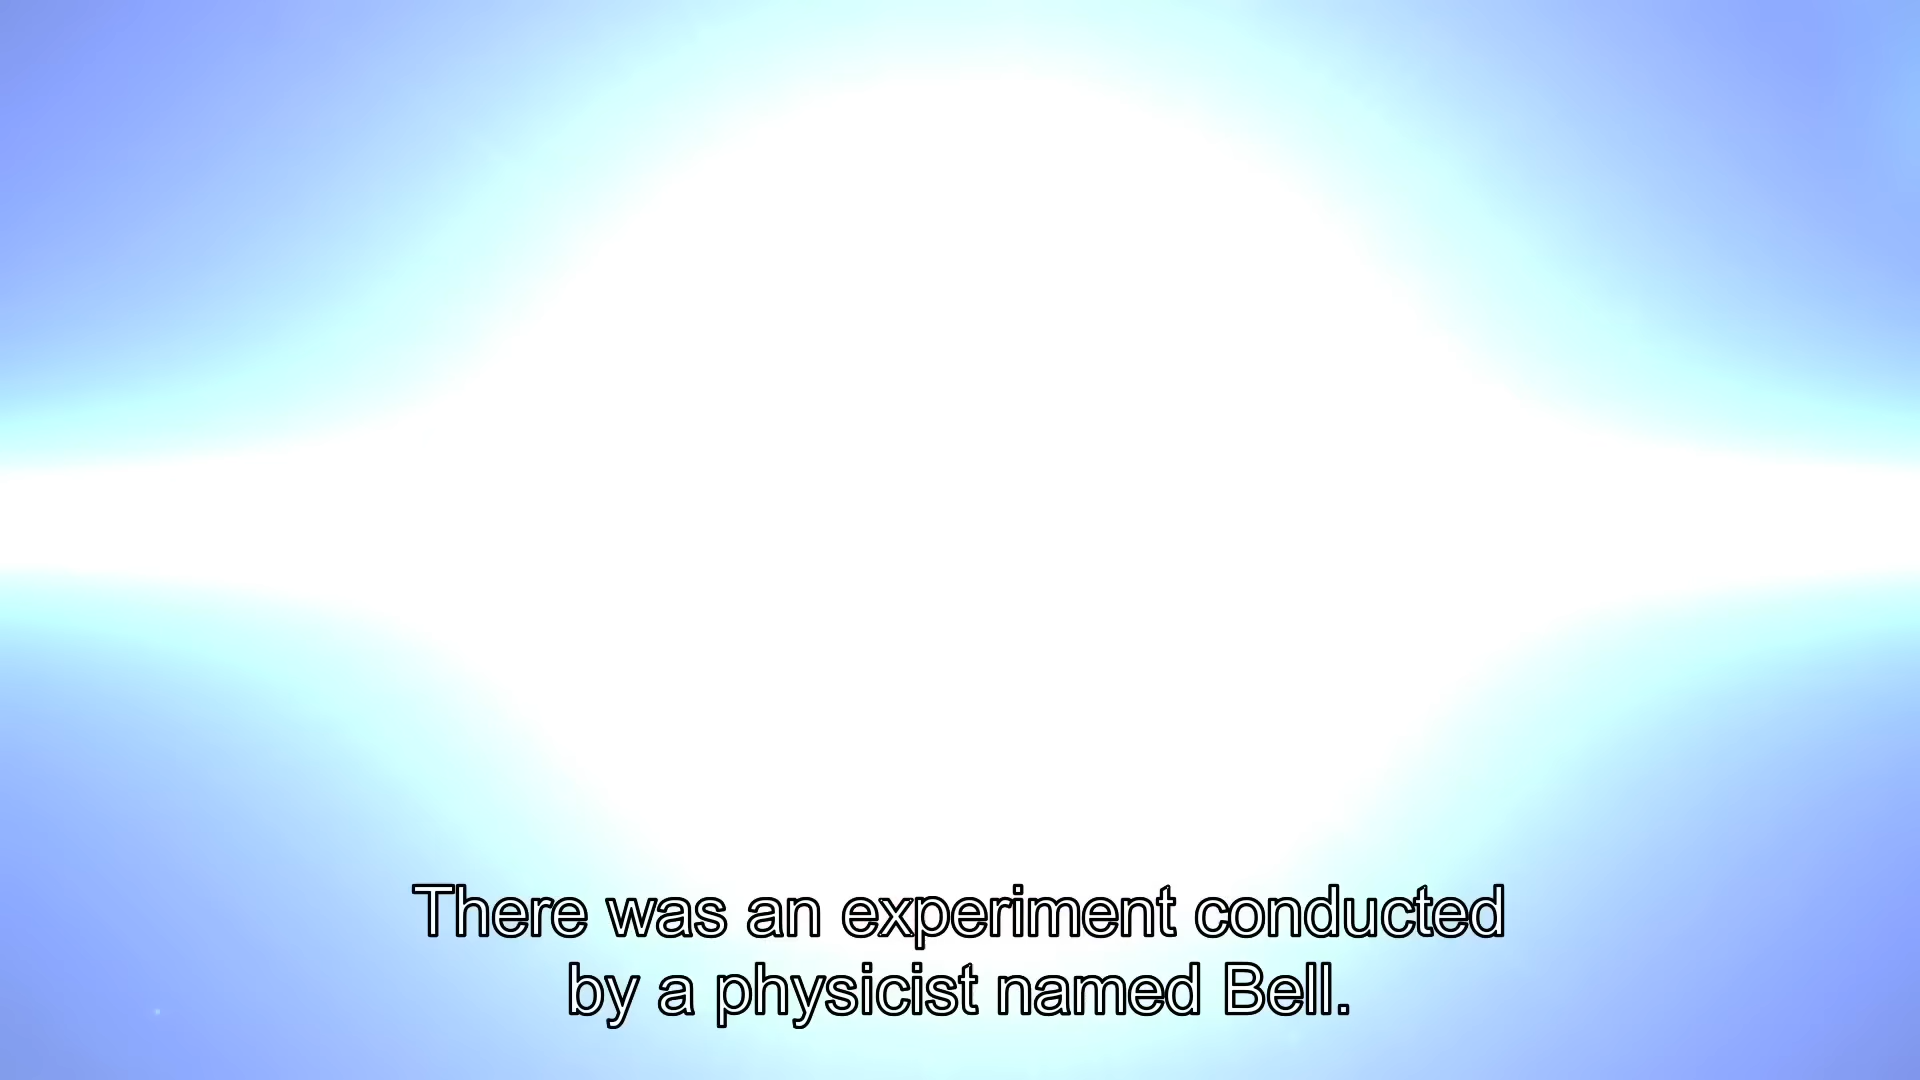 There was an experiment conducted
by a physicist named Bell.